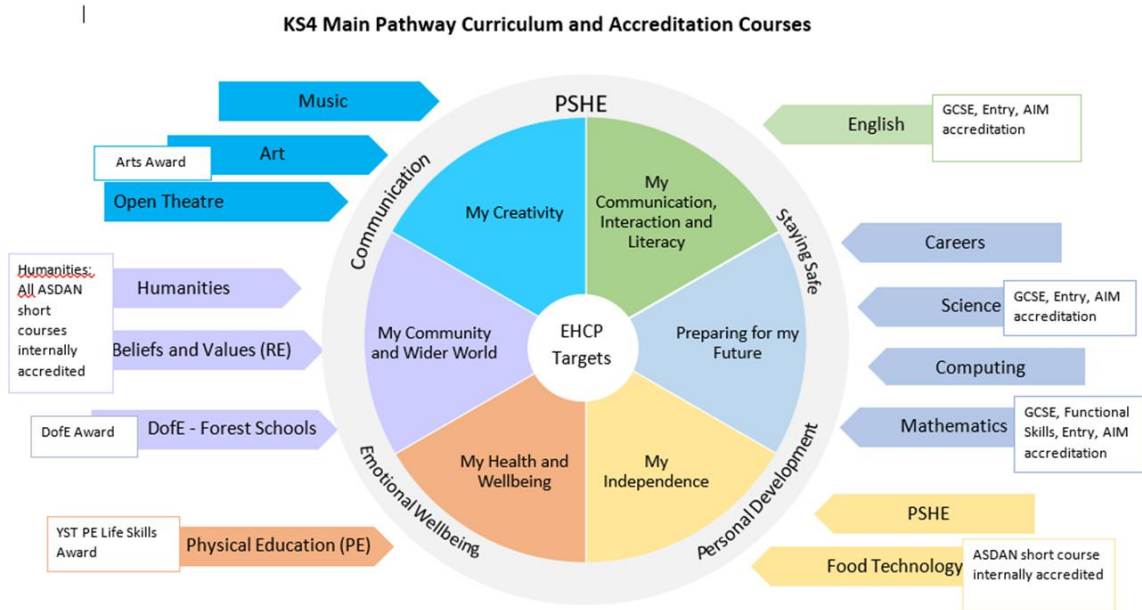 KS4 Main Pathway Curriculum and Accreditation Courses
Music
Art
Arts Award
Open Theatre
Humanities:
All ASDAN
short
courses
internally
accredited
Humanities
Beliefs and Values (RE)
DofE Award
DofE - Forest Schools
YST PE Life Skills
Award
Physical Education (PE)
PSHE
Communication
Staying Safe
Emotional Wellbeing
Personal Development
My Creativity
My
Communication,
Interaction and
Literacy
My Community
and Wider World
EHCP
Targets
Preparing for my
Future
My Health and
Wellbeing
My
Independence
English
GCSE, Entry, AIM
accreditation
Careers
Science
GCSE, Entry, AIM
accreditation
Computing
Mathematics
GCSE, Functional
Skills, Entry, AIM
accreditation
PSHE
Food Technology
ASDAN short course
internally accredited